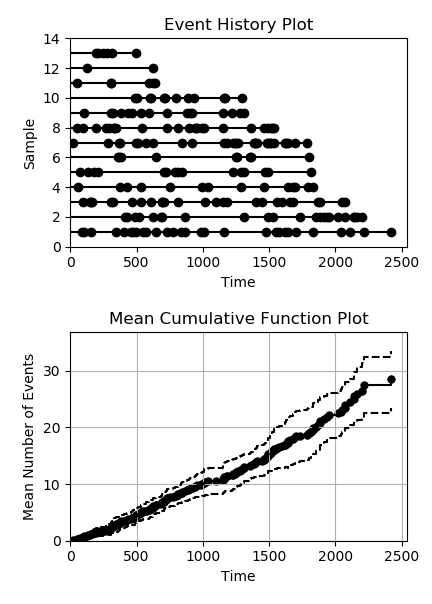 Event History Plot
14
12
10
8
6
4
2
0
Sample
0 500 1000 1500 2000 2500
Time
Mean Cumulative Function Plot
30
20
10
0
Mean Number of Events
0 500 1000 1500 2000 2500
Time